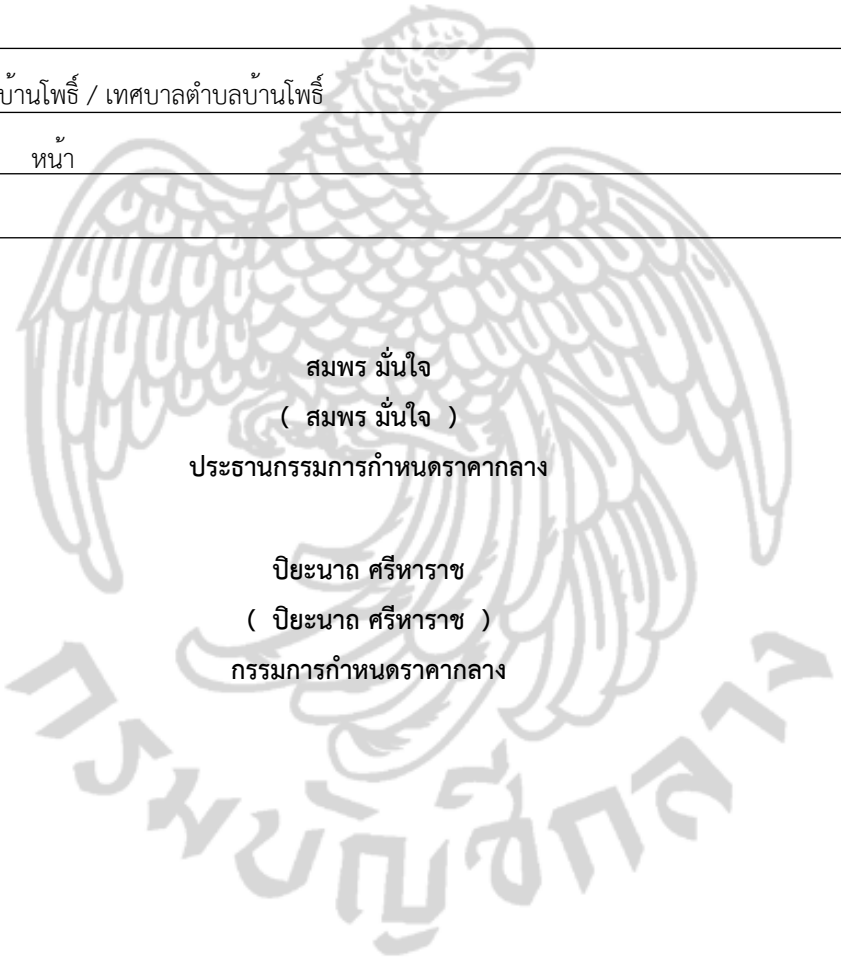 บ้านโพธิ์ / เทศบาลตำบลบ้านโพธิ์
หน้า
สมพร มั่นใจ
( สมพร มั่นใจ )
ประธานกรรมการกำหนดราคากลาง
ปิยะนาถ ศรีหาราช
( ปิยะนาถ ศรีหาราช )
กรรมการกำหนดราคากลาง
กรมบัญชีกลาง